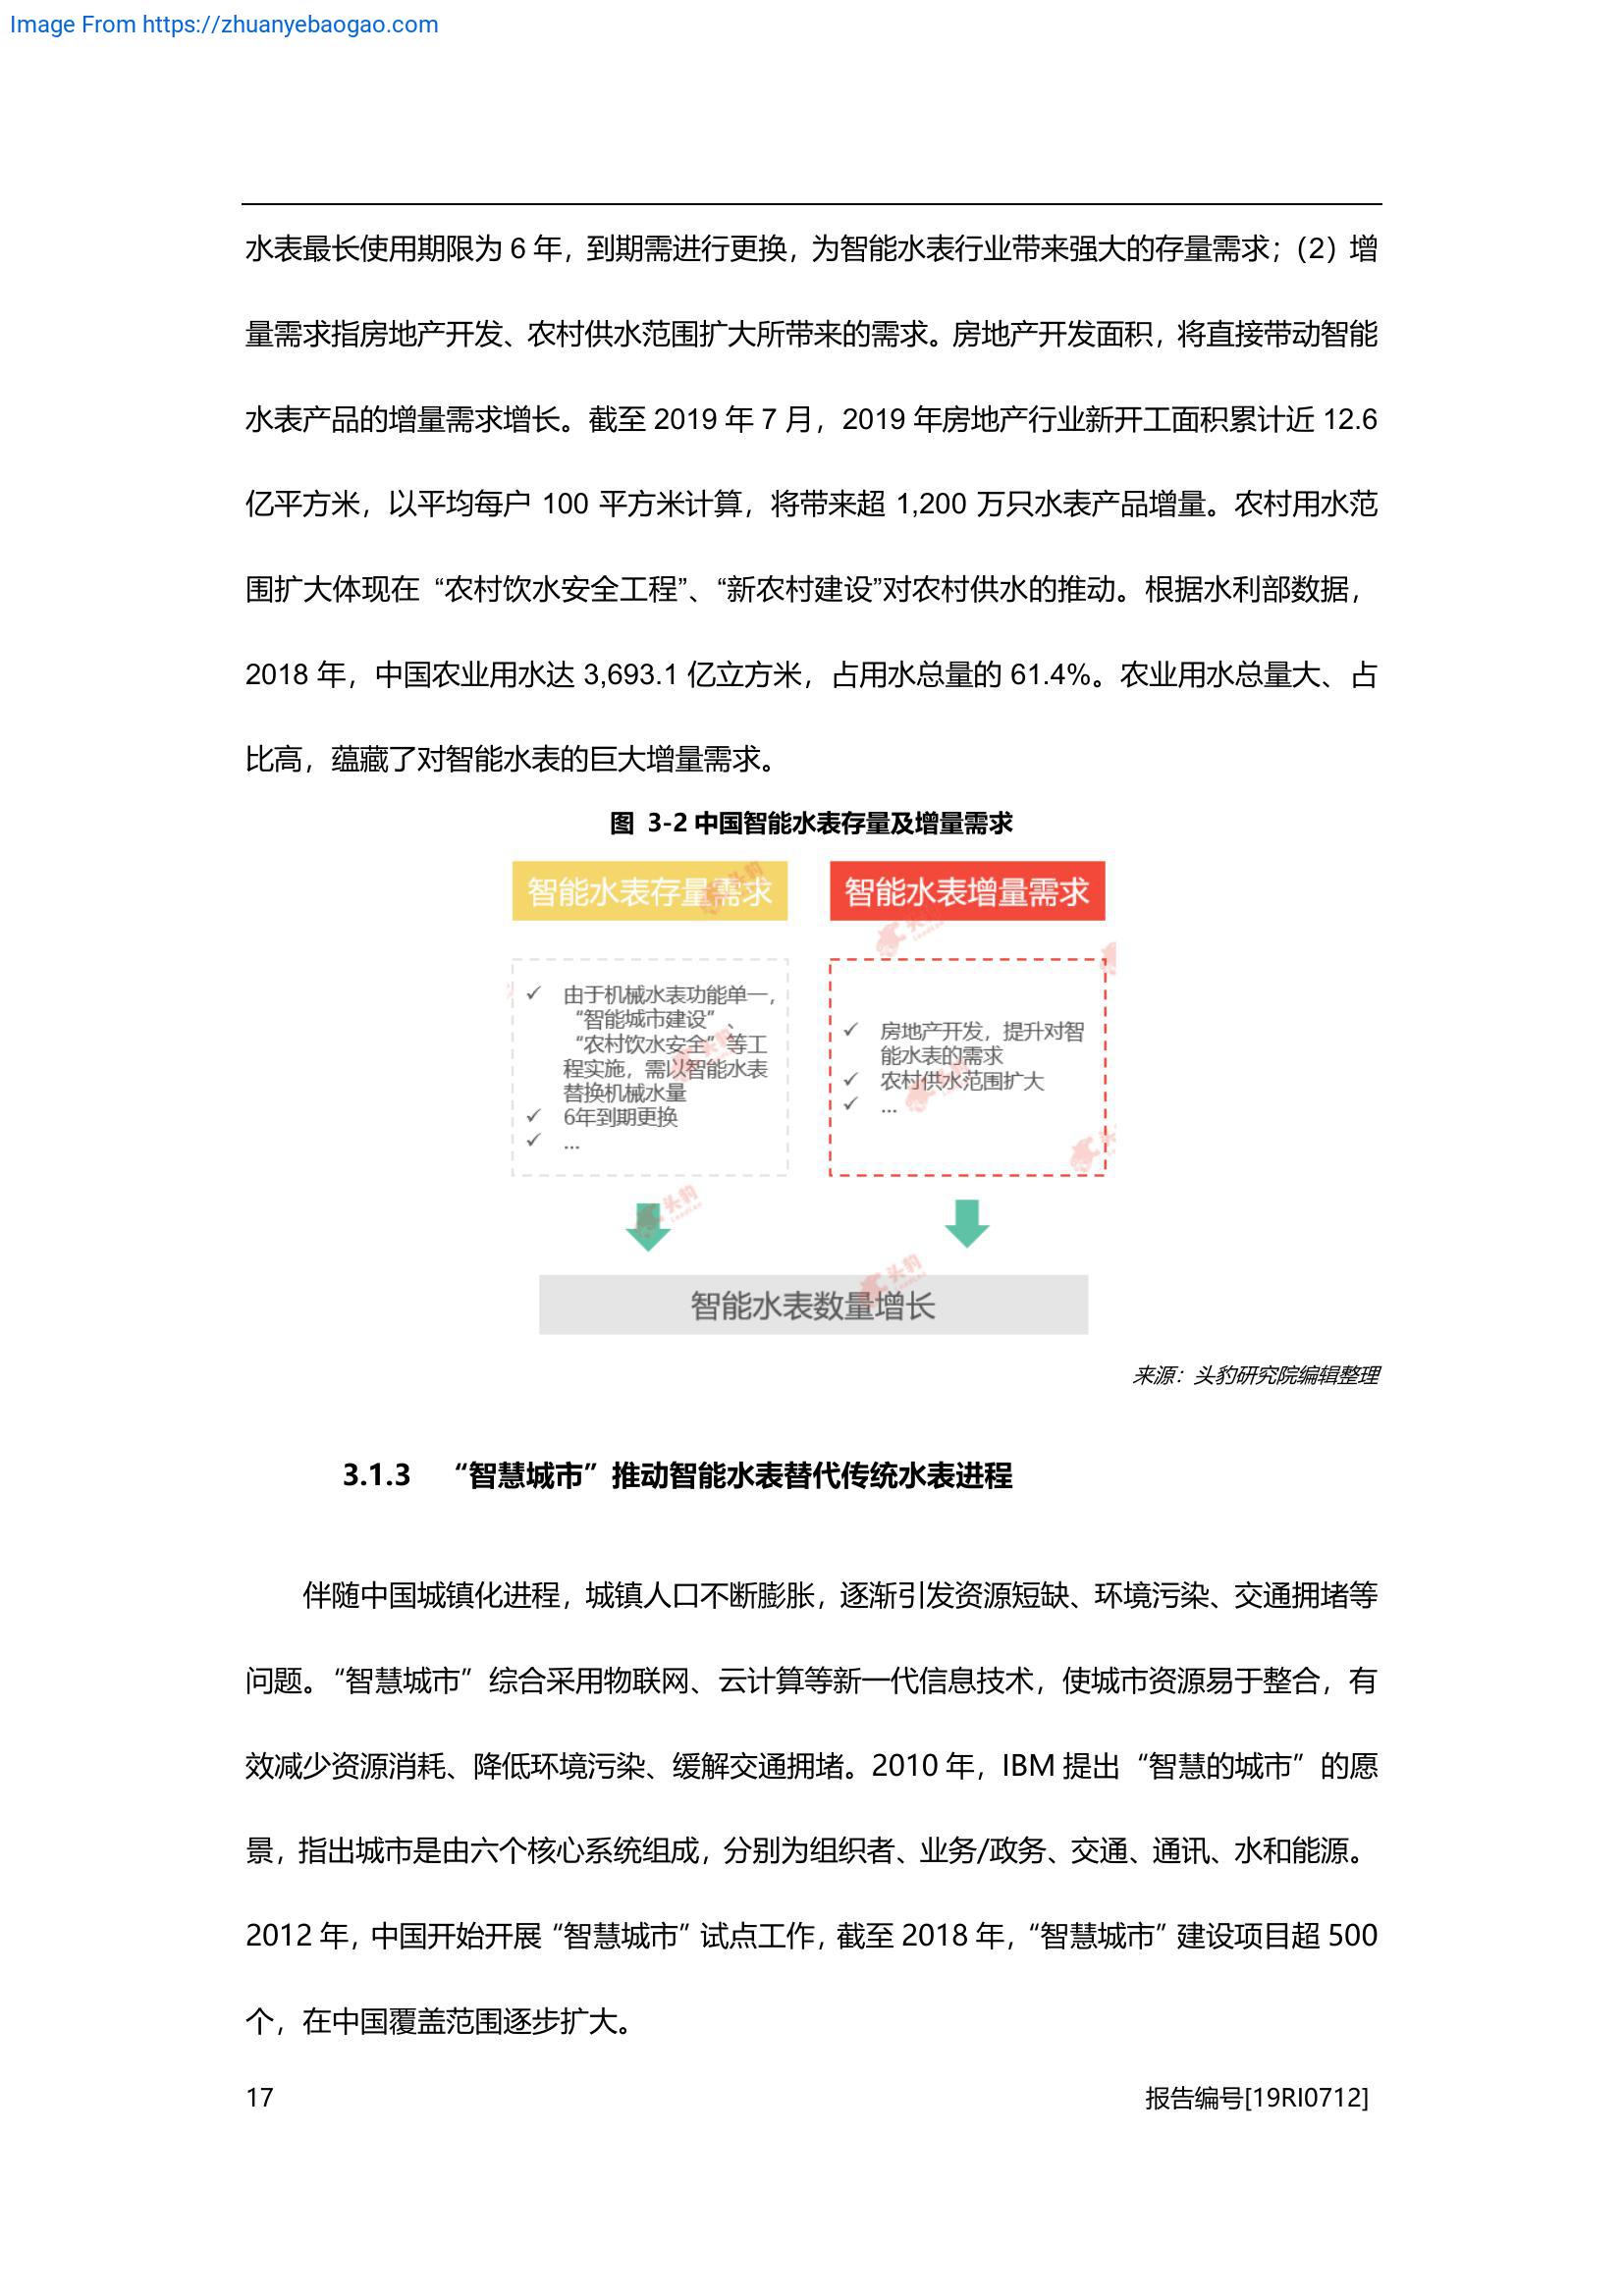 Image From https://zhuanyebaogao.com
水表最长使用期限为 6 年，到期需进行更换，为智能水表行业带来强大的存量需求；（2）增
量需求指房地产开发、农村供水范围扩大所带来的需求。房地产开发面积，将直接带动智能
水表产品的增量需求增长。截至 2019 年 7 月，2019 年房地产行业新开工面积累计近 12.6
亿平方米，以平均每户 100 平方米计算，将带来超 1,200 万只水表产品增量。农村用水范
围扩大体现在 “农村饮水安全工程”、“新农村建设”对农村供水的推动。根据水利部数据，
2018 年，中国农业用水达 3,693.1 亿立方米，占用水总量的 61.4%。农业用水总量大、占
比高，蕴藏了对智能水表的巨大增量需求。
图 3-2 中国智能水表存量及增量需求
智能水表存量需求
✓ 由于机械水表功能单一，
“智能城市建设”、
“农村饮水安全”等工
程实施，需以智能水表
替换机械水量
✓ 6年到期更换
✓ ...
智能水表增量需求
✓ 房地产开发，提升对智
能水表的需求
✓ 农村供水范围扩大
✓ ...
智能水表数量增长
来源：头豹研究院编辑整理
3.1.3 “智慧城市”推动智能水表替代传统水表进程
伴随中国城镇化进程，城镇人口不断膨胀，逐渐引发资源短缺、环境污染、交通拥堵等
问题。“智慧城市”综合采用物联网、云计算等新一代信息技术，使城市资源易于整合，有
效减少资源消耗、降低环境污染、缓解交通拥堵。2010 年，IBM 提出“智慧的城市”的愿
景，指出城市是由六个核心系统组成，分别为组织者、业务/政务、交通、通讯、水和能源。
2012 年，中国开始开展“智慧城市”试点工作，截至 2018 年，“智慧城市”建设项目超 500
个，在中国覆盖范围逐步扩大。
17
报告编号[19RI0712]